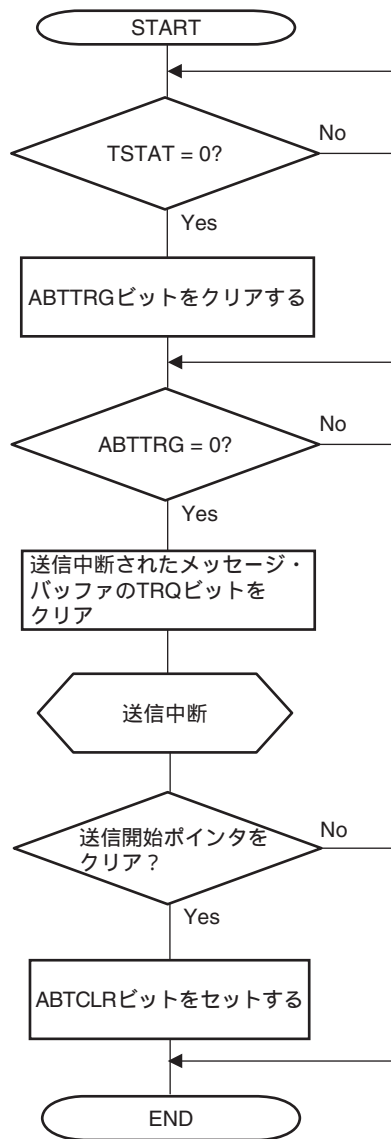 START
TSTAT = 0?
No
Yes
ABTTRGビットをクリアする
ABTTRG = 0?
No
Yes
送信中断されたメッセージ・
バッファのTRQビットを
クリア
送信中断
送信開始ポインタを
クリア？
No
Yes
ABTCLRビットをセットする
END